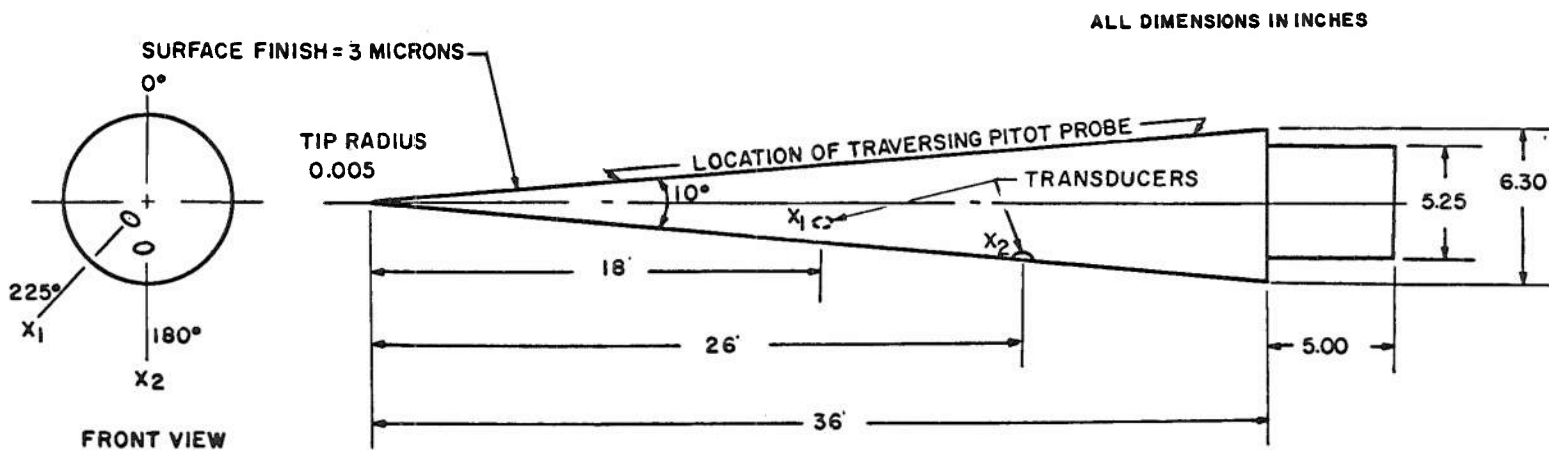 ALL DIMENSIONS IN INCHES
SURFACE FINISH = 3 MICRONS
0°
TIP RADIUS
0.005
LOCATION OF TRAVERSING PITOT PROBE
10°
TRANSDUCERS
X1
X2
5.25
6.30
18'
225°
X1
180°
X2
26'
5.00
36'
FRONT VIEW